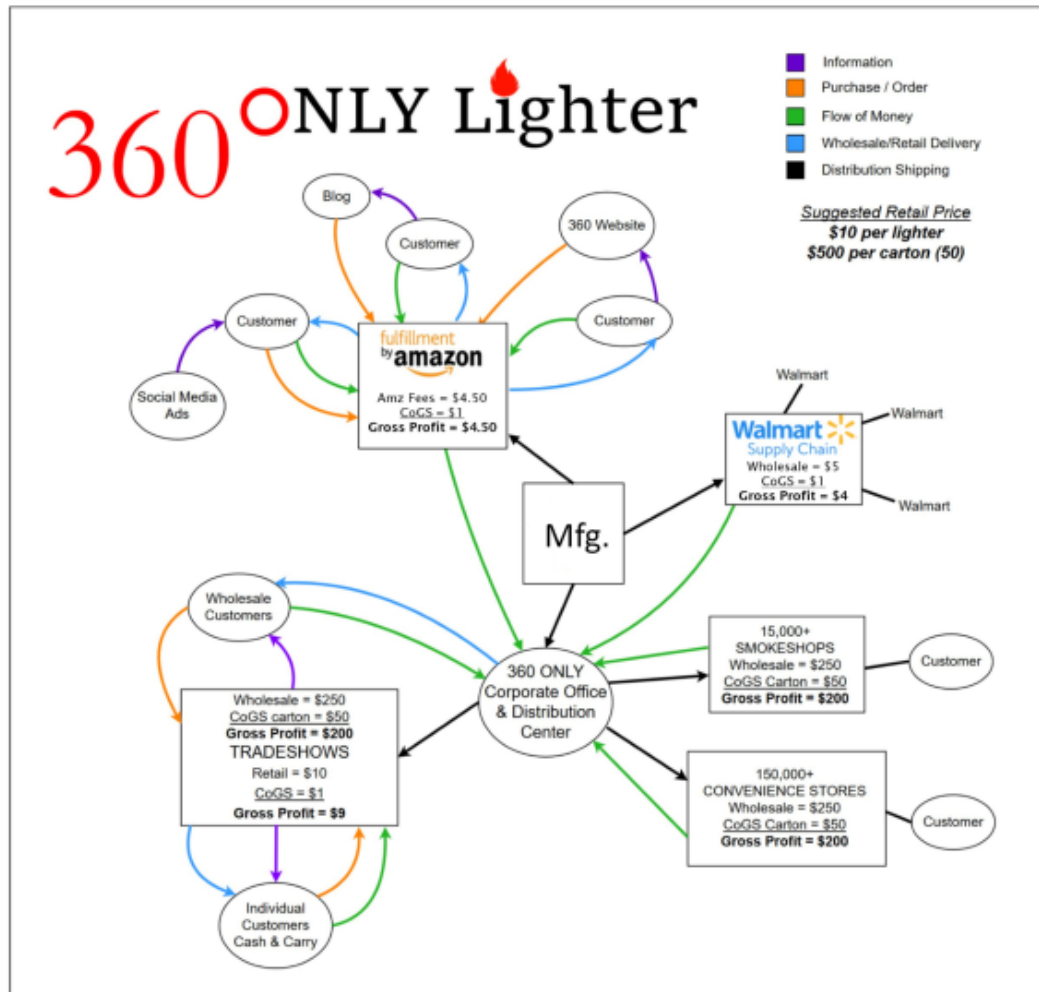 360°ONLY Lighter
Information
Purchase / Order
Flow of Money
Wholesale/Retail Delivery
Distribution Shipping
Suggested Retail Price
$10 per lighter
$500 per carton (50)
Blog
Customer
360 Website
Customer
Customer
Social Media
Ads
fulfillment
by amazon
Amz Fees = $4.50
CoGS = $1
Gross Profit = $4.50
Walmart
Walmart
Walmart
Walmart
Supply Chain
Wholesale = $5
CoGS = $1
Gross Profit = $4
Mfg.
Wholesale
Customers
360 ONLY
Corporate Office
& Distribution
Center
15,000+
SMOKESHOPS
Wholesale = $250
CoGS Carton = $50
Gross Profit = $200
Customer
Wholesale = $250
CoGS carton = $50
Gross Profit = $200
TRADESHOWS
Retail = $10
CoGS = $1
Gross Profit = $9
150,000+
CONVENIENCE STORES
Wholesale = $250
CoGS Carton = $50
Gross Profit = $200
Customer
Individual
Customers
Cash & Carry